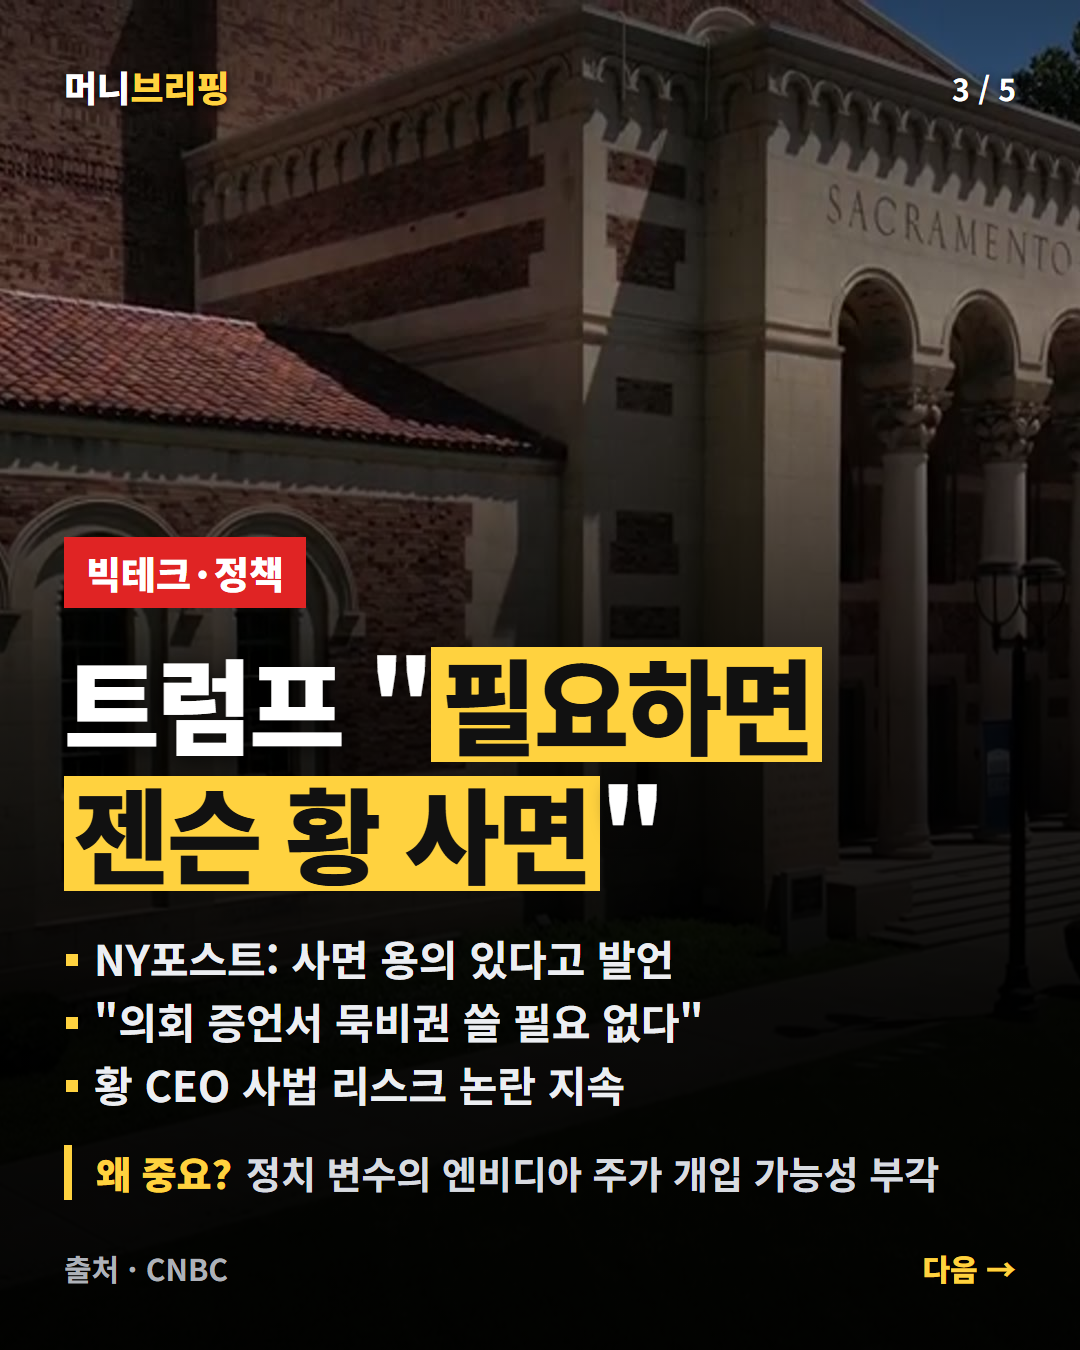 머니브리핑
3 / 5
SACRAMENTO
빅테크·정책
트럼프 "필요하면
젠슨 황 사면"
NY포스트: 사면 용의 있다고 발언
"의회 증언서 묵비권 쓸 필요 없다"
황 CEO 사법 리스크 논란 지속
왜 중요? 정치 변수의 엔비디아 주가 개입 가능성 부각
출처 · CNBC
다음 →